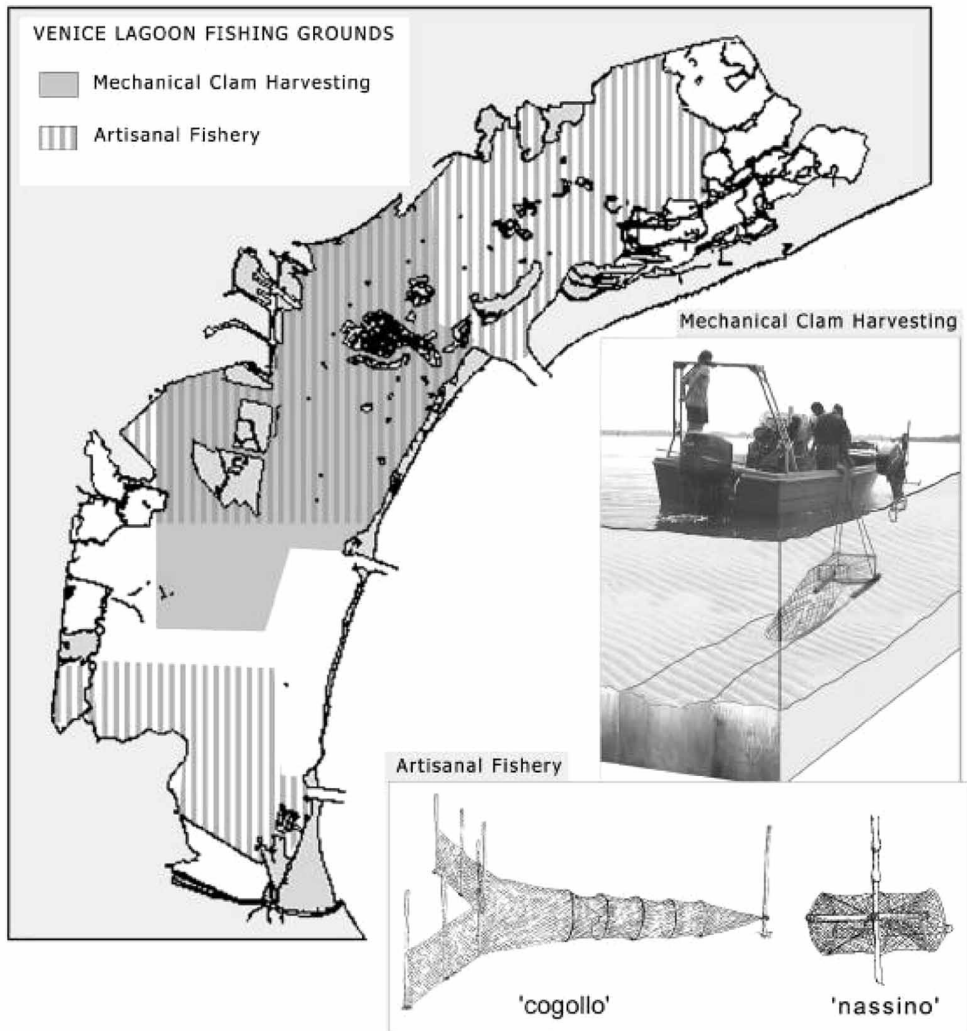 VENICE LAGOON FISHING GROUNDS
Mechanical Clam Harvesting
Artisanal Fishery
Mechanical Clam Harvesting
Artisanal Fishery
'cogollo'
'nassino'